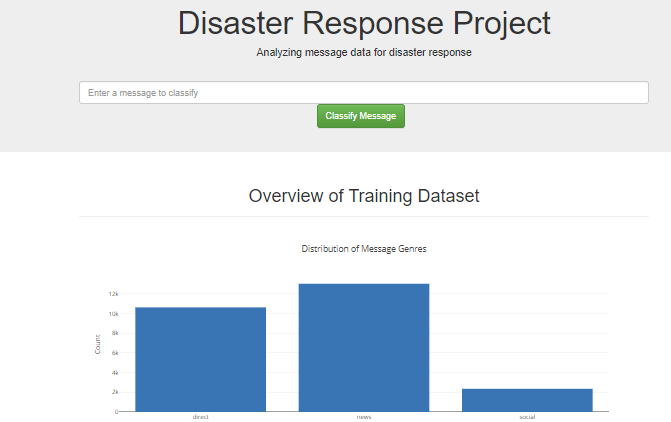 Disaster Response Project
Analyzing message data for disaster response
Enter a message to classify
Classify Message
Overview of Training Dataset
Distribution of Message Genres
12k
10k
8k
6k
4k
2k
0
Count
direct
news
social